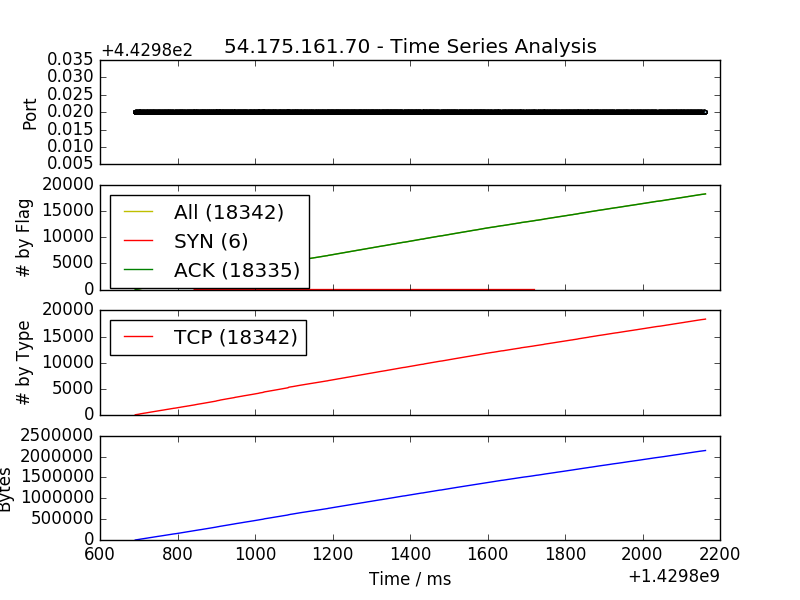 +4.4298e2
54.175.161.70 - Time Series Analysis
0.035
0.030
0.025
0.020
0.015
0.010
0.005
Port
20000
15000
10000
5000
0
# by Flag
All (18342)
SYN (6)
ACK (18335)
20000
15000
10000
5000
0
# by Type
TCP (18342)
2500000
2000000
1500000
1000000
500000
0
Bytes
600 800 1000 1200 1400 1600 1800 2000 2200
Time / ms
+1.4298e9